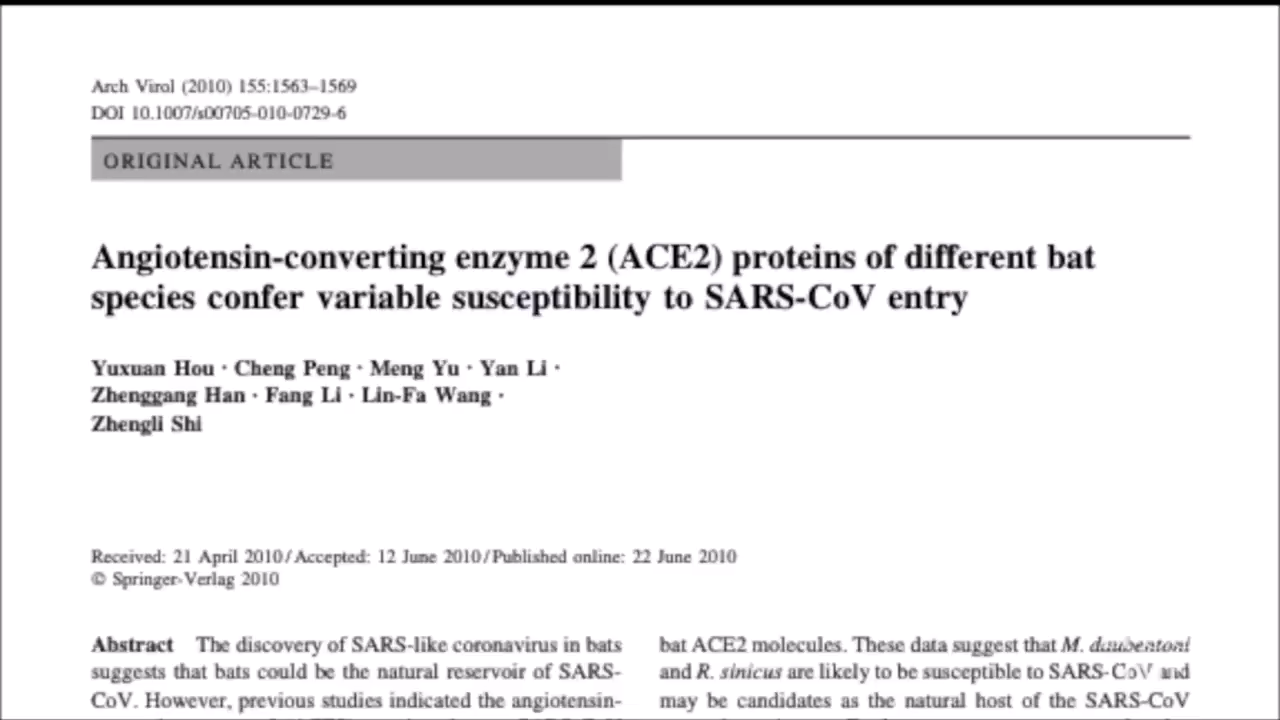 Arch Virol (2010) 155:1563–1569
DOI 10.1007/s00705-010-0729-6
ORIGINAL ARTICLE
Angiotensin-converting enzyme 2 (ACE2) proteins of different bat
species confer variable susceptibility to SARS-CoV entry
Yuxuan Hou · Cheng Peng · Meng Yu · Yan Li ·
Zhenggang Han · Fang Li · Lin-Fa Wang ·
Zhengli Shi
Received: 21 April 2010 / Accepted: 12 June 2010 / Published online: 22 June 2010
© Springer-Verlag 2010
Abstract The discovery of SARS-like coronavirus in bats
suggests that bats could be the natural reservoir of SARS-
CoV. However, previous studies indicated the angiotensin-
bat ACE2 molecules. These data suggest that M. daubentoni
and R. sinicus are likely to be susceptible to SARS-CoV and
may be candidates as the natural host of the SARS-CoV